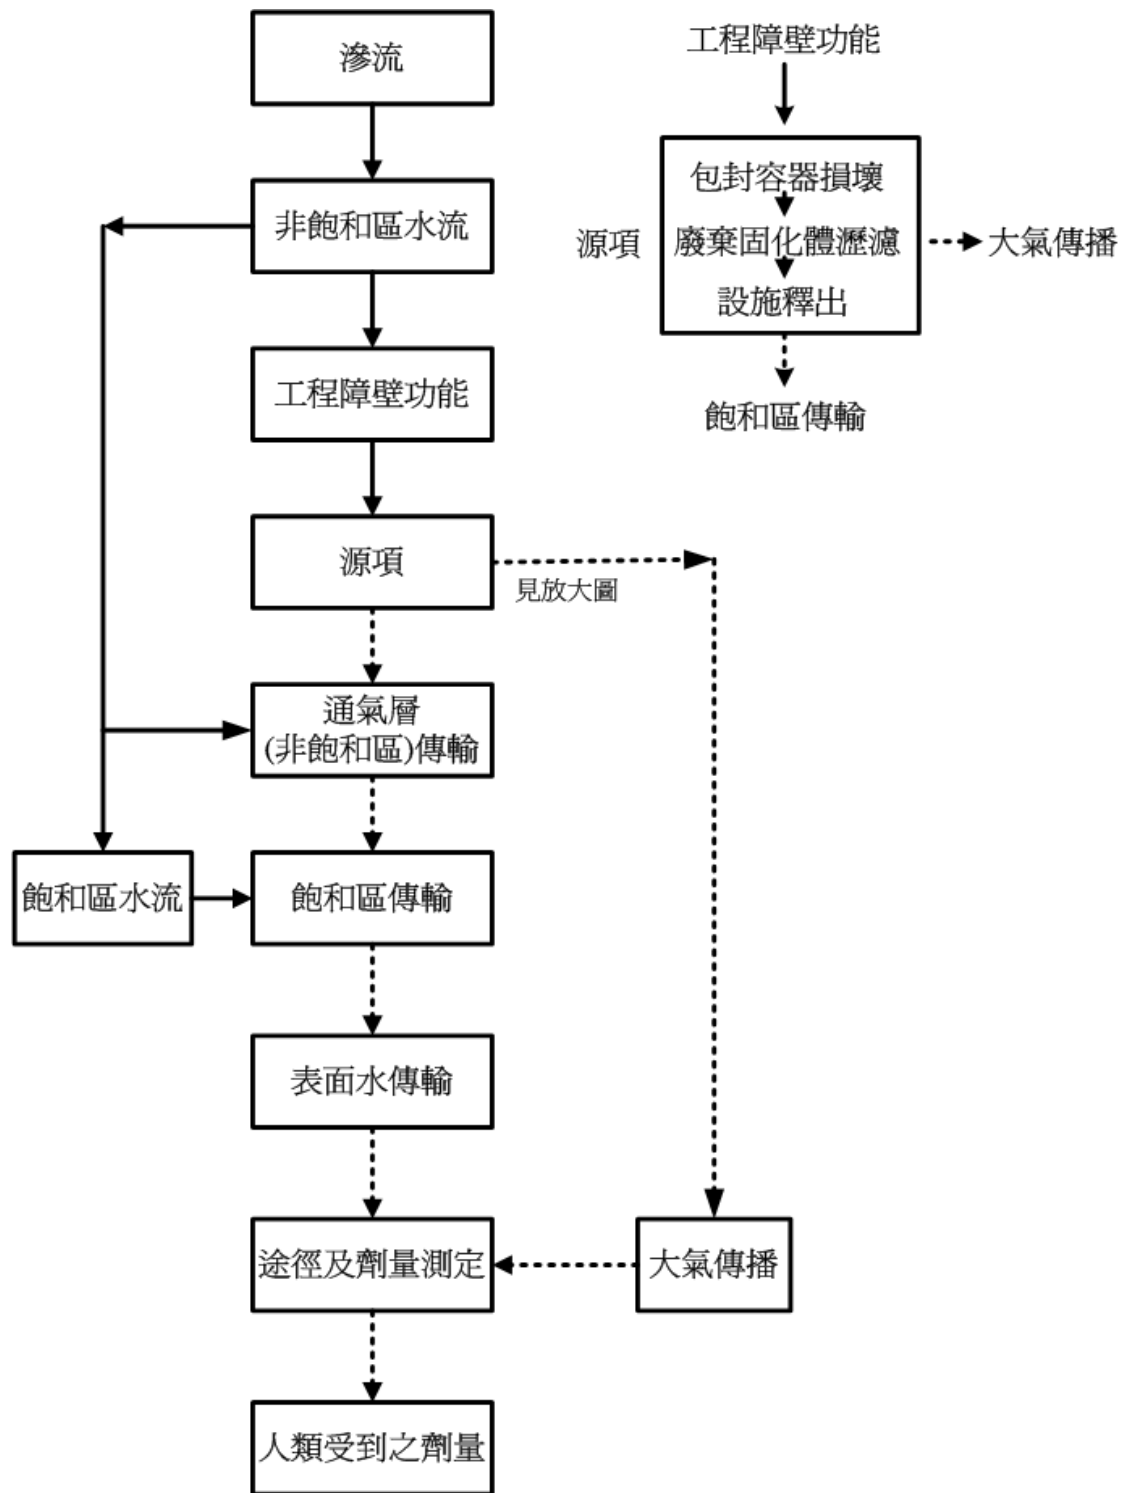 滲流
非飽和區水流
工程障壁功能
源項
見放大圖
通氣層
(非飽和區)傳輸
飽和區水流
飽和區傳輸
表面水傳輸
途徑及劑量測定
大氣傳播
人類受到之劑量
工程障壁功能
包封容器損壞
源項
廢棄固化體瀝濾
大氣傳播
設施釋出
飽和區傳輸